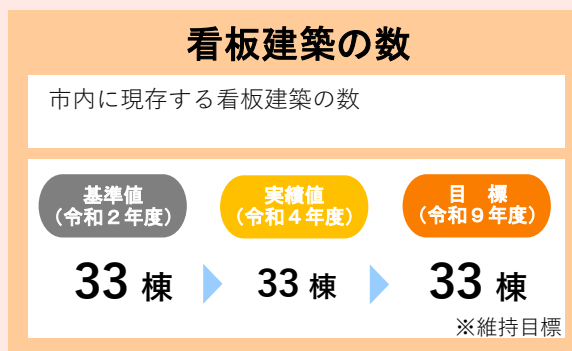 看板建築の数
市内に現存する看板建築の数
基準値
（令和２年度）
実績値
（令和４年度）
目　標
（令和９年度）
33 棟
33 棟
33 棟
※維持目標